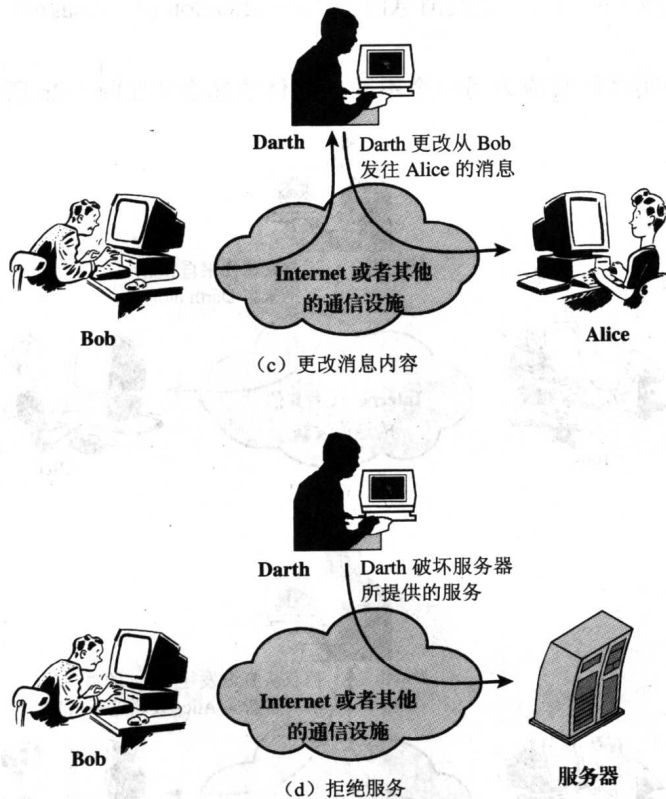 Darth
Darth 更改从 Bob
发往 Alice 的消息
Internet 或者其他
的通信设施
Bob
Alice
（c）更改消息内容
Darth
Darth 破坏服务器
所提供的服务
Internet 或者其他
的通信设施
Bob
服务器
（d）拒绝服务